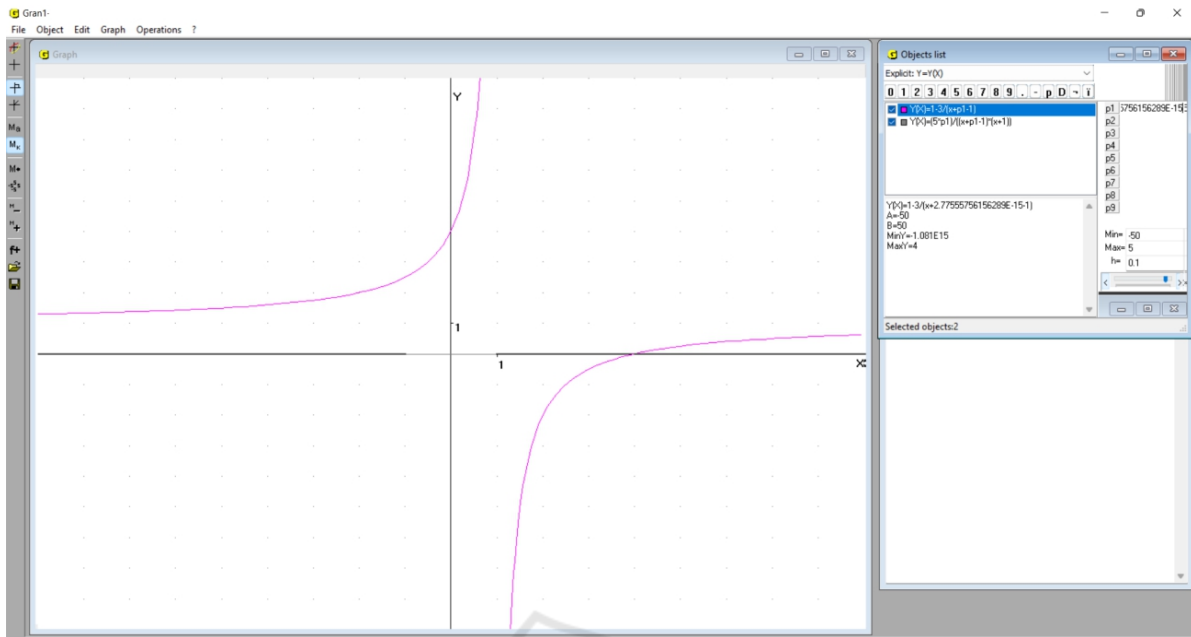 Gran1-
File Object Edit Graph Operations ?
Graph
Y
1
1
X
Objects list
Explicit: Y=Y(X)
0 1 2 3 4 5 6 7 8 9 . - p D ¬ ï
Y(X)=1-3/(x+p1-1)
Y(X)=(5*p1)/((x+p1-1)*(x+1))
p1 5756156289E-15
p2
p3
p4
p5
p6
p7
p8
p9
Y(X)=1-3/(x+2.77555756156289E-15-1)
A=-50
B=50
MinY=-1.081E15
MaxY=4
Min= -50
Max= 5
h= 0.1
Selected objects:2